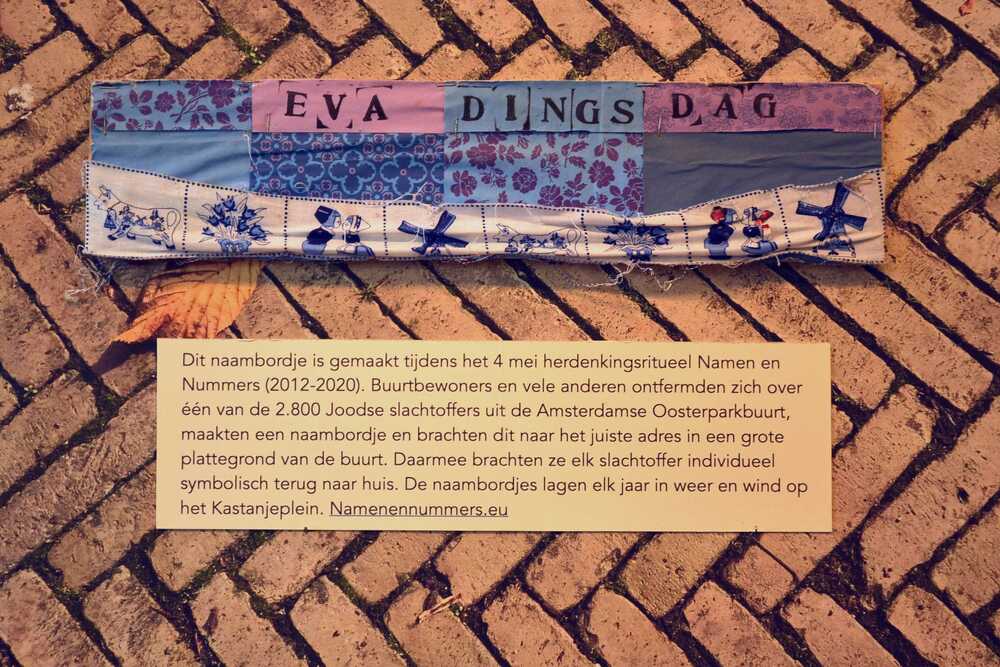 EVA DINGSDAG
Dit naambordje is gemaakt tijdens het 4 mei herdenkingsritueel Namen en
Nummers (2012-2020). Buurtbewoners en vele anderen ontfermden zich over
één van de 2.800 Joodse slachtoffers uit de Amsterdamse Oosterparkbuurt,
maakten een naambordje en brachten dit naar het juiste adres in een grote
plattegrond van de buurt. Daarmee brachten ze elk slachtoffer individueel
symbolisch terug naar huis. De naambordjes lagen elk jaar in weer en wind op
het Kastanjeplein. Namenennummers.eu